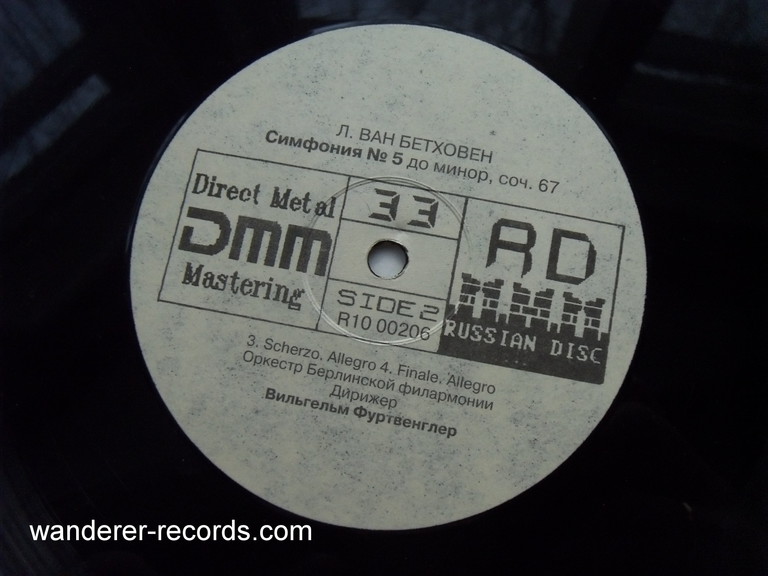 Л. ВАН БЕТХОВЕН
Симфония № 5 до минор, соч. 67
Direct Metal
DMM
Mastering
33
SIDE 2
R10 00206
RD
RUSSIAN DISC
3. Scherzo. Allegro 4. Finale. Allegro
Оркестр Берлинской филармонии
Дирижер
Вильгельм Фуртвенглер
wanderer-records.com